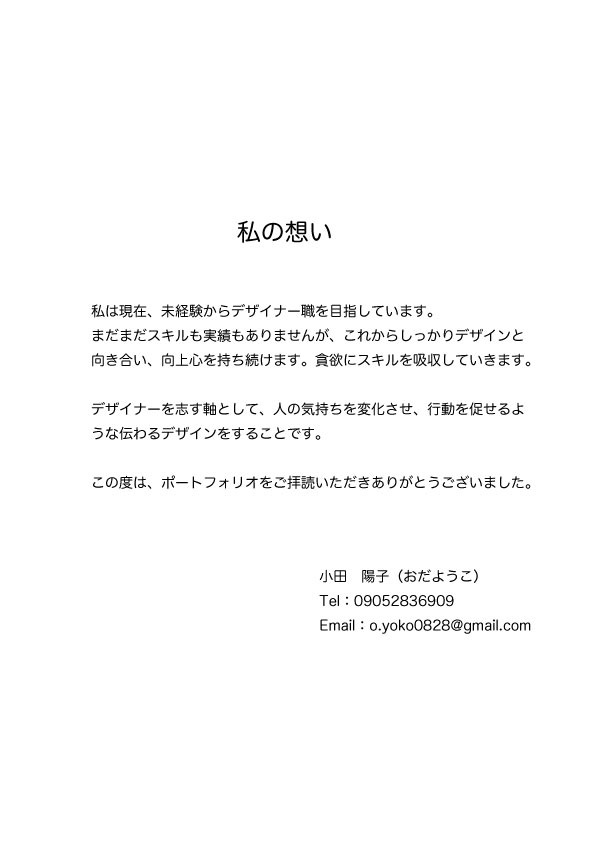 私の想い
私は現在、未経験からデザイナー職を目指しています。
まだまだスキルも実績もありませんが、これからしっかりデザインと
向き合い、向上心を持ち続けます。貪欲にスキルを吸収していきます。
デザイナーを志す軸として、人の気持ちを変化させ、行動を促せるよ
うな伝わるデザインをすることです。
この度は、ポートフォリオをご拝読いただきありがとうございました。
小田　陽子（おだようこ）
Tel：09052836909
Email：o.yoko0828@gmail.com